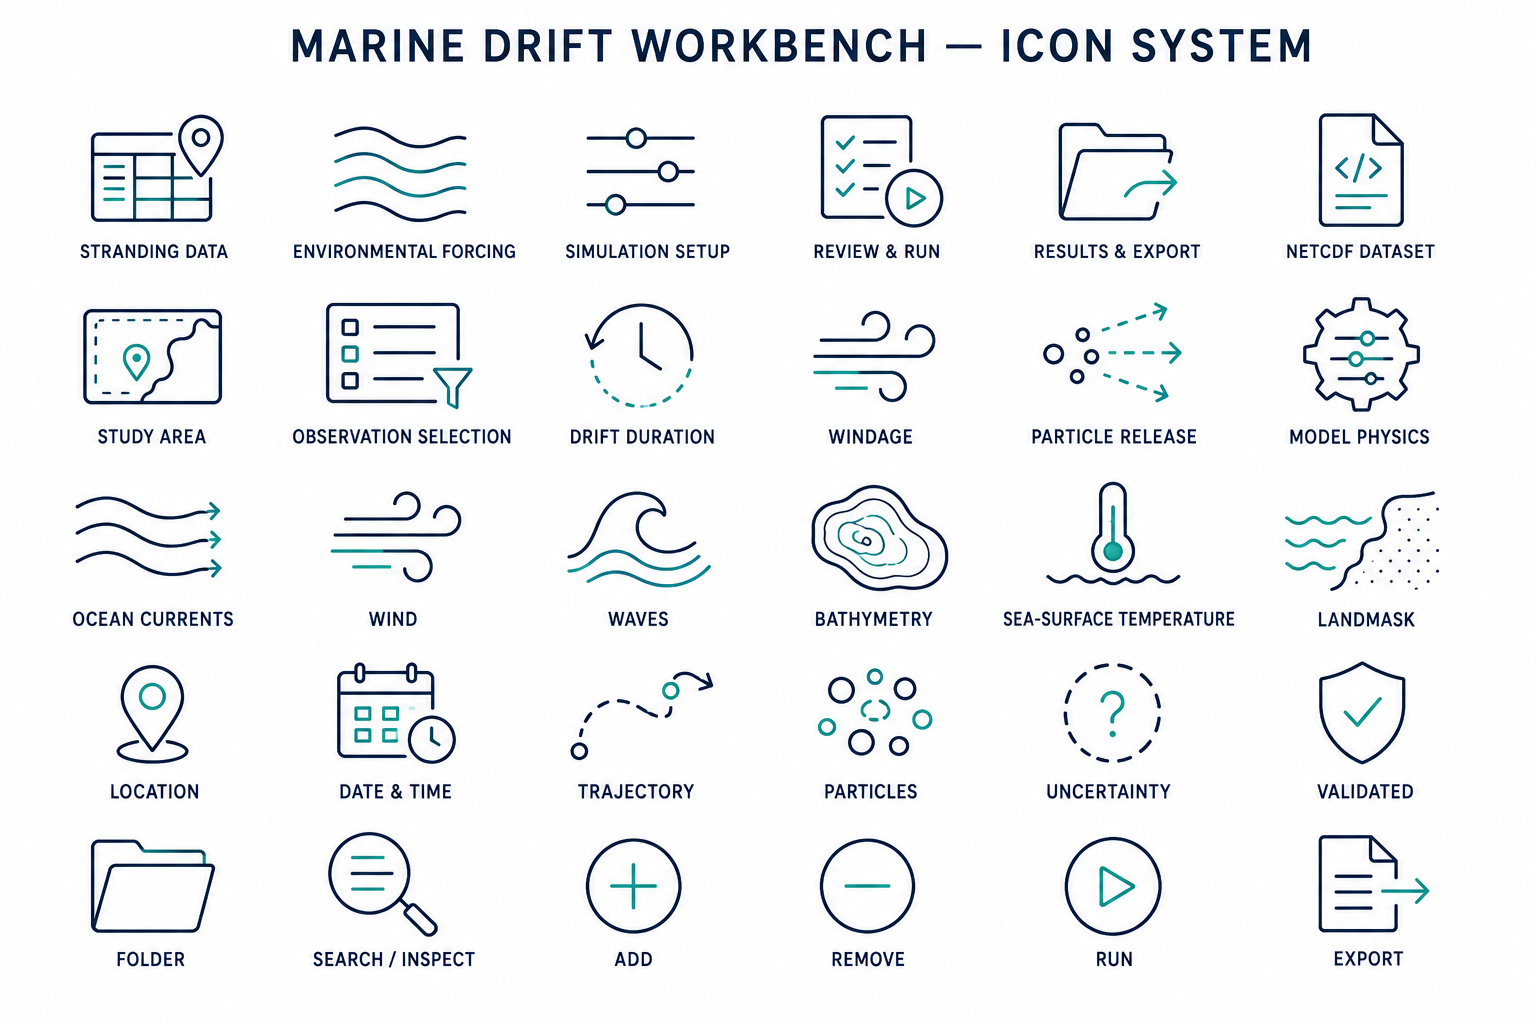 MARINE DRIFT WORKBENCH — ICON SYSTEM
STRANDING DATA
ENVIRONMENTAL FORCING
SIMULATION SETUP
REVIEW & RUN
RESULTS & EXPORT
NETCDF DATASET
STUDY AREA
OBSERVATION SELECTION
DRIFT DURATION
WINDAGE
PARTICLE RELEASE
MODEL PHYSICS
OCEAN CURRENTS
WIND
WAVES
BATHYMETRY
SEA-SURFACE TEMPERATURE
LANDMASK
LOCATION
DATE & TIME
TRAJECTORY
PARTICLES
UNCERTAINTY
VALIDATED
FOLDER
SEARCH / INSPECT
ADD
REMOVE
RUN
EXPORT